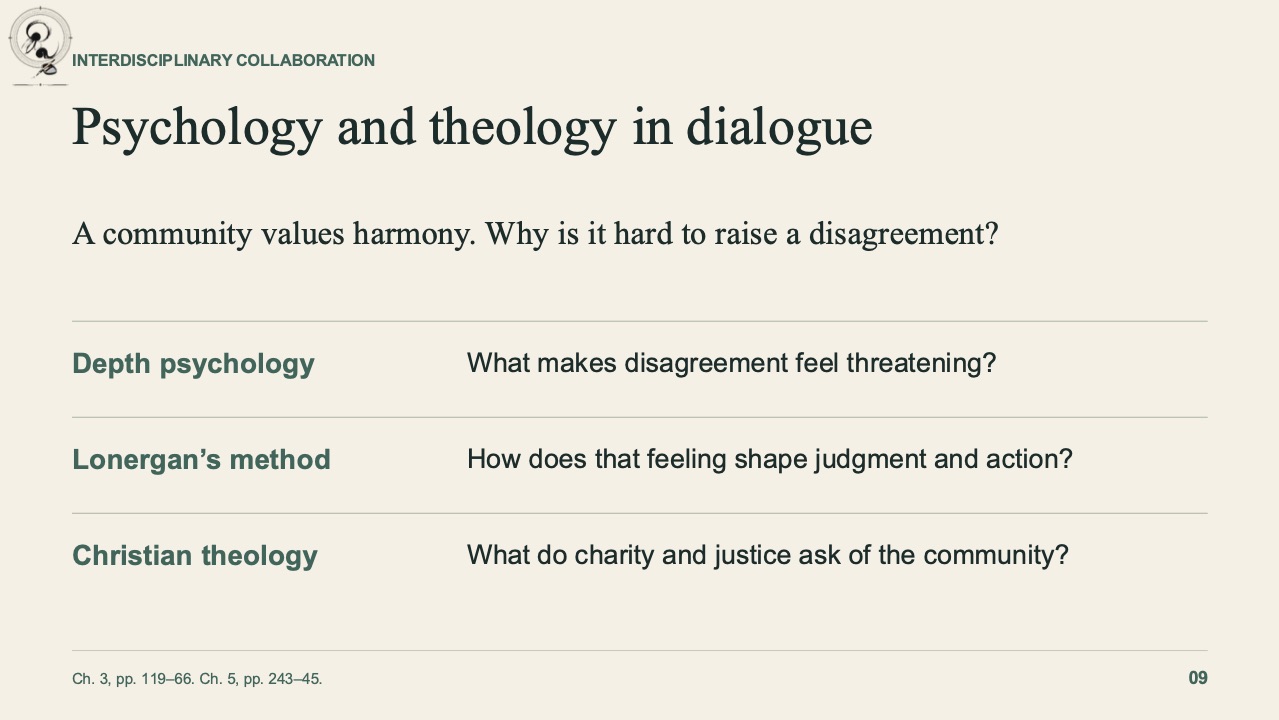 INTERDISCIPLINARY COLLABORATION
Psychology and theology in dialogue
A community values harmony. Why is it hard to raise a disagreement?
Depth psychology
What makes disagreement feel threatening?
Lonergan’s method
How does that feeling shape judgment and action?
Christian theology
What do charity and justice ask of the community?
Ch. 3, pp. 119–66. Ch. 5, pp. 243–45.
09